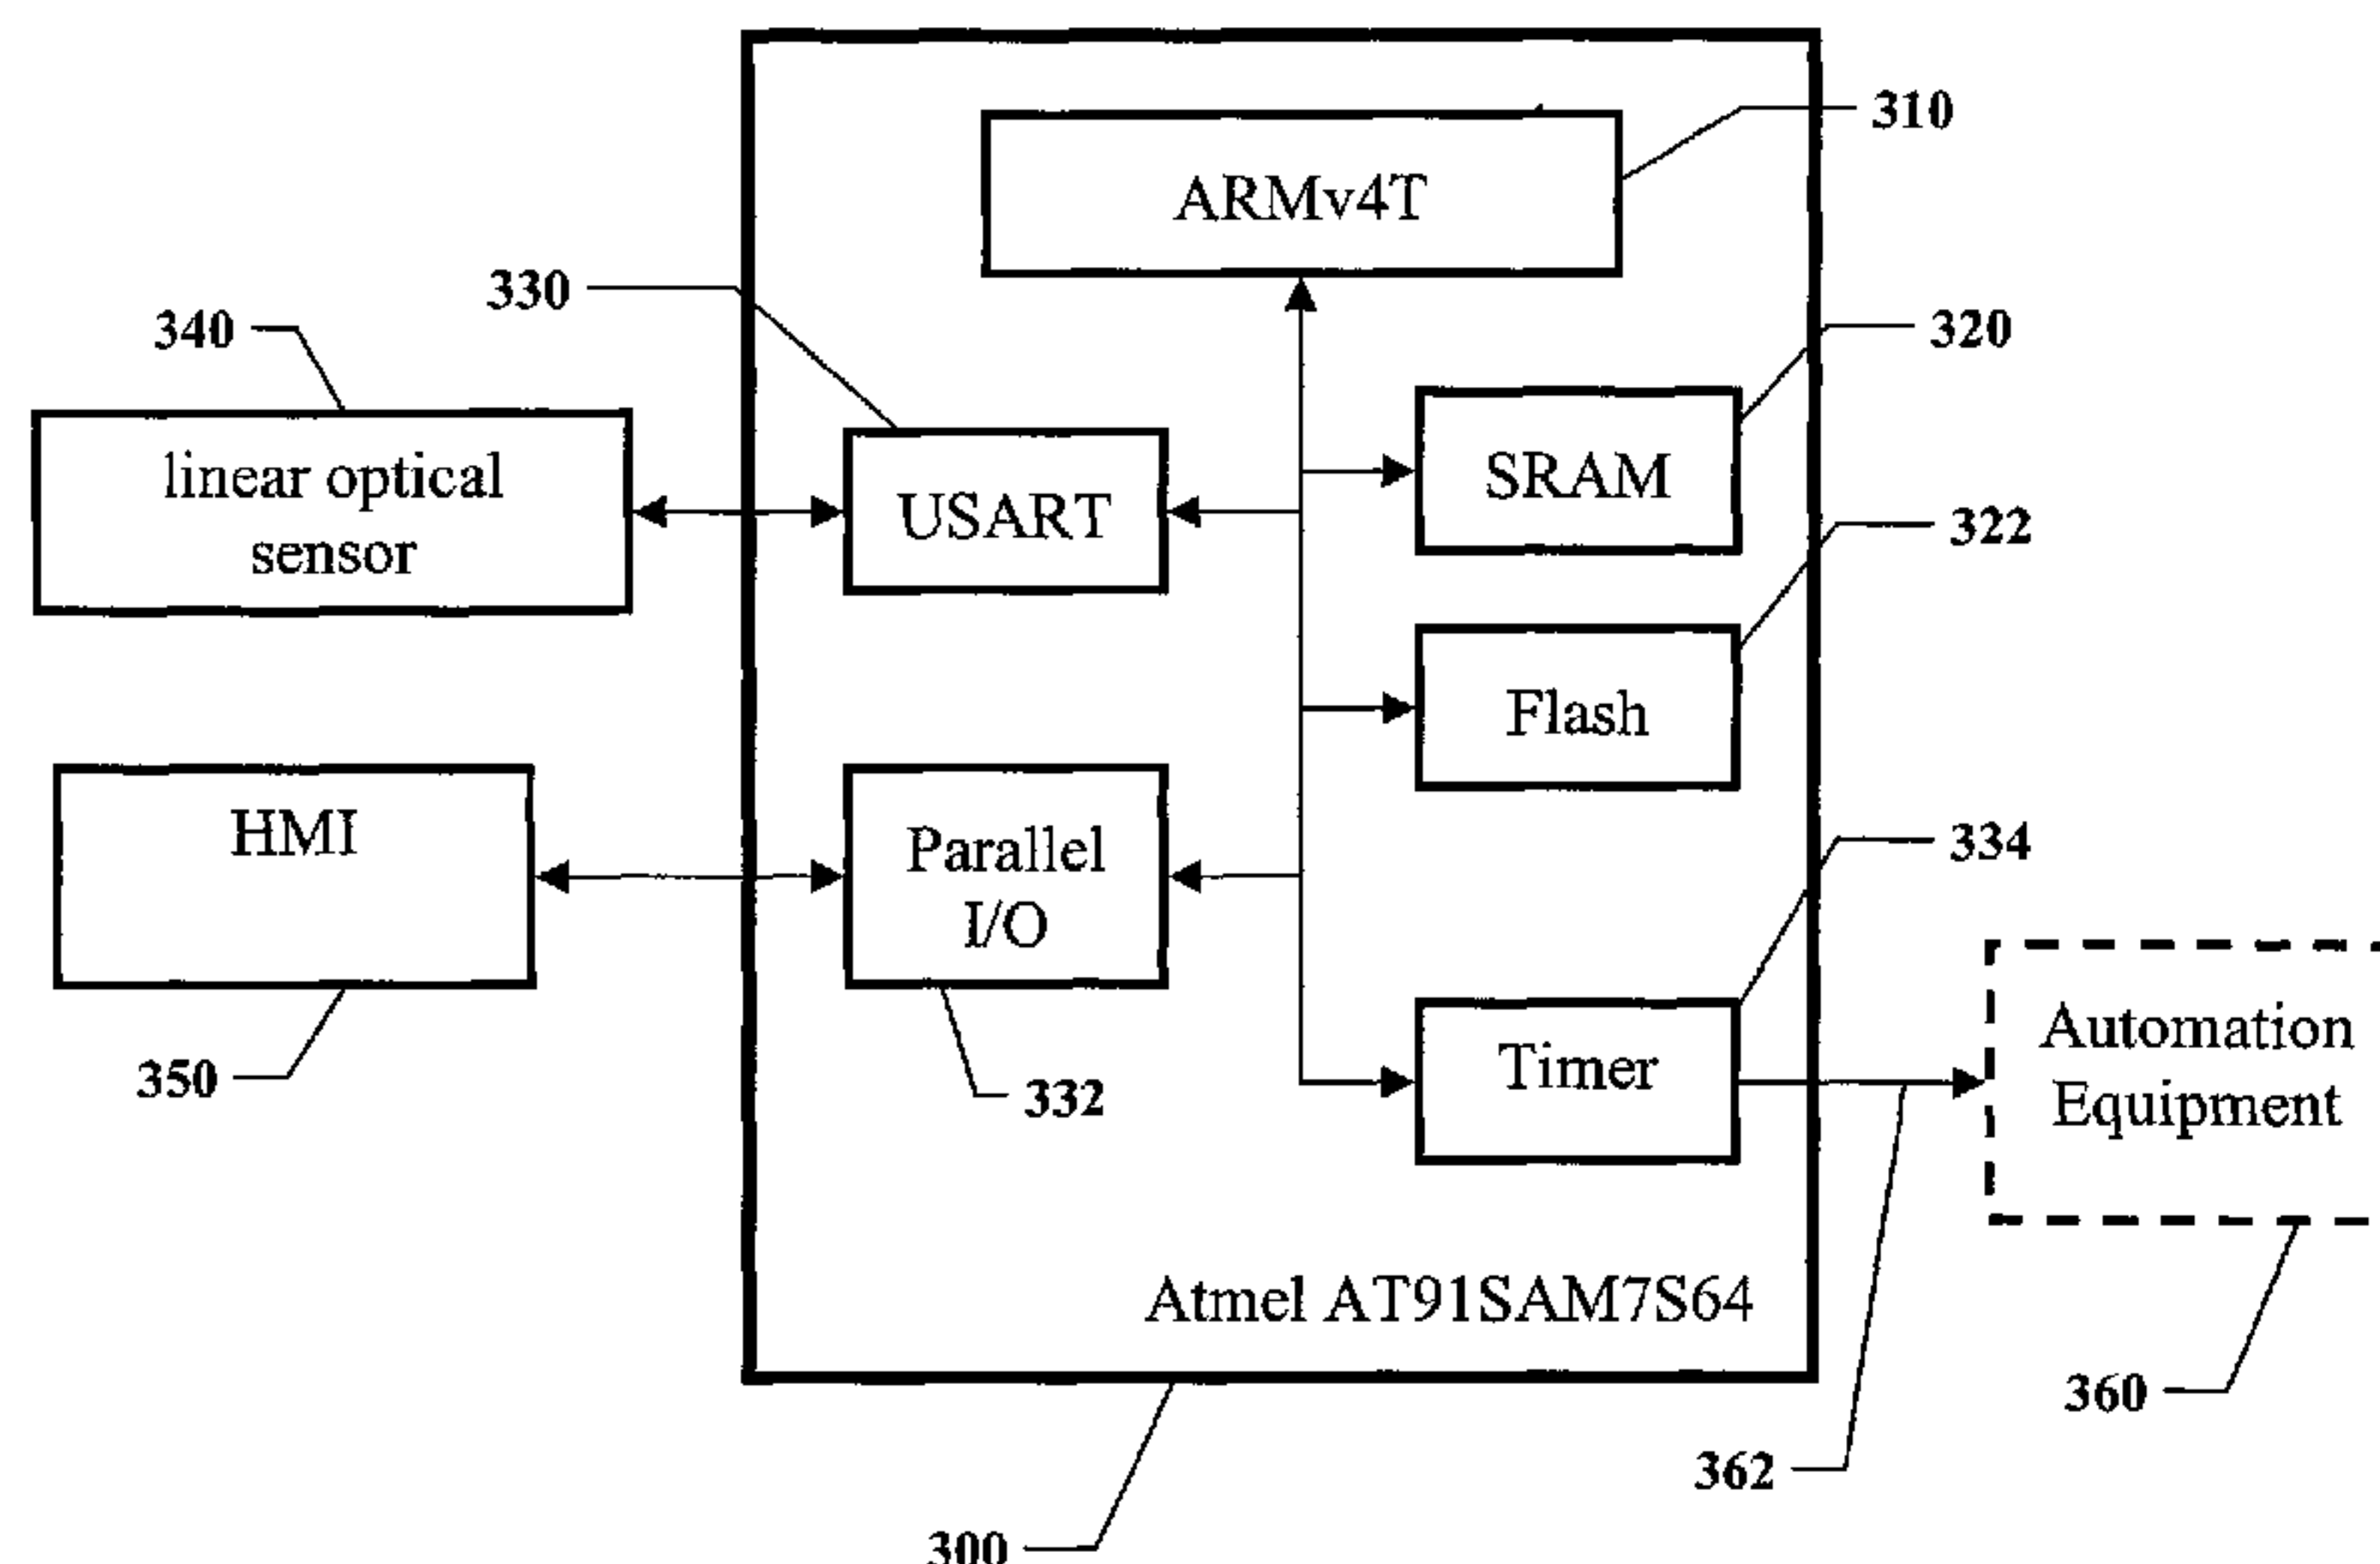 310
ARMv4T
330
340
320
linear optical
sensor
USART
SRAM
322
Flash
HMI
Parallel
I/O
334
350
332
Timer
Automation
Equipment
Atmel AT91SAM7S64
360
362
300